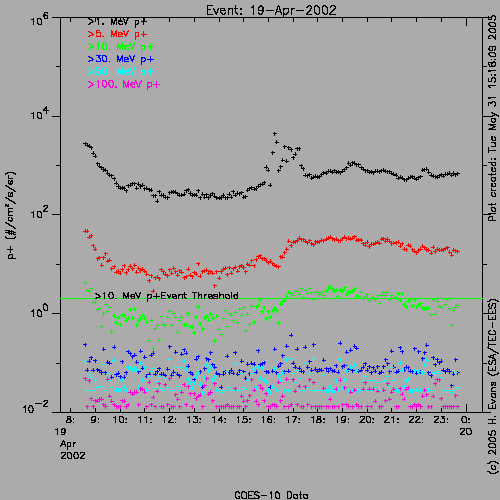 Event: 19-Apr-2002
>1. MeV p+
>5. MeV p+
>10. MeV p+
>30. MeV p+
>50. MeV p+
>100. MeV p+
10^6
10^4
10^2
10^0
10^-2
p+ [#/cm²/s/sr]
>10. MeV p+Event Threshold
8: 9: 10: 11: 12: 13: 14: 15: 16: 17: 18: 19: 20: 21: 22: 23: 0:
19 20
Apr
2002
GOES-10 Data
Plot created: Tue May 31 15:18:09 2005
(c) 2005 H. Evans (ESA/TEC-EES)